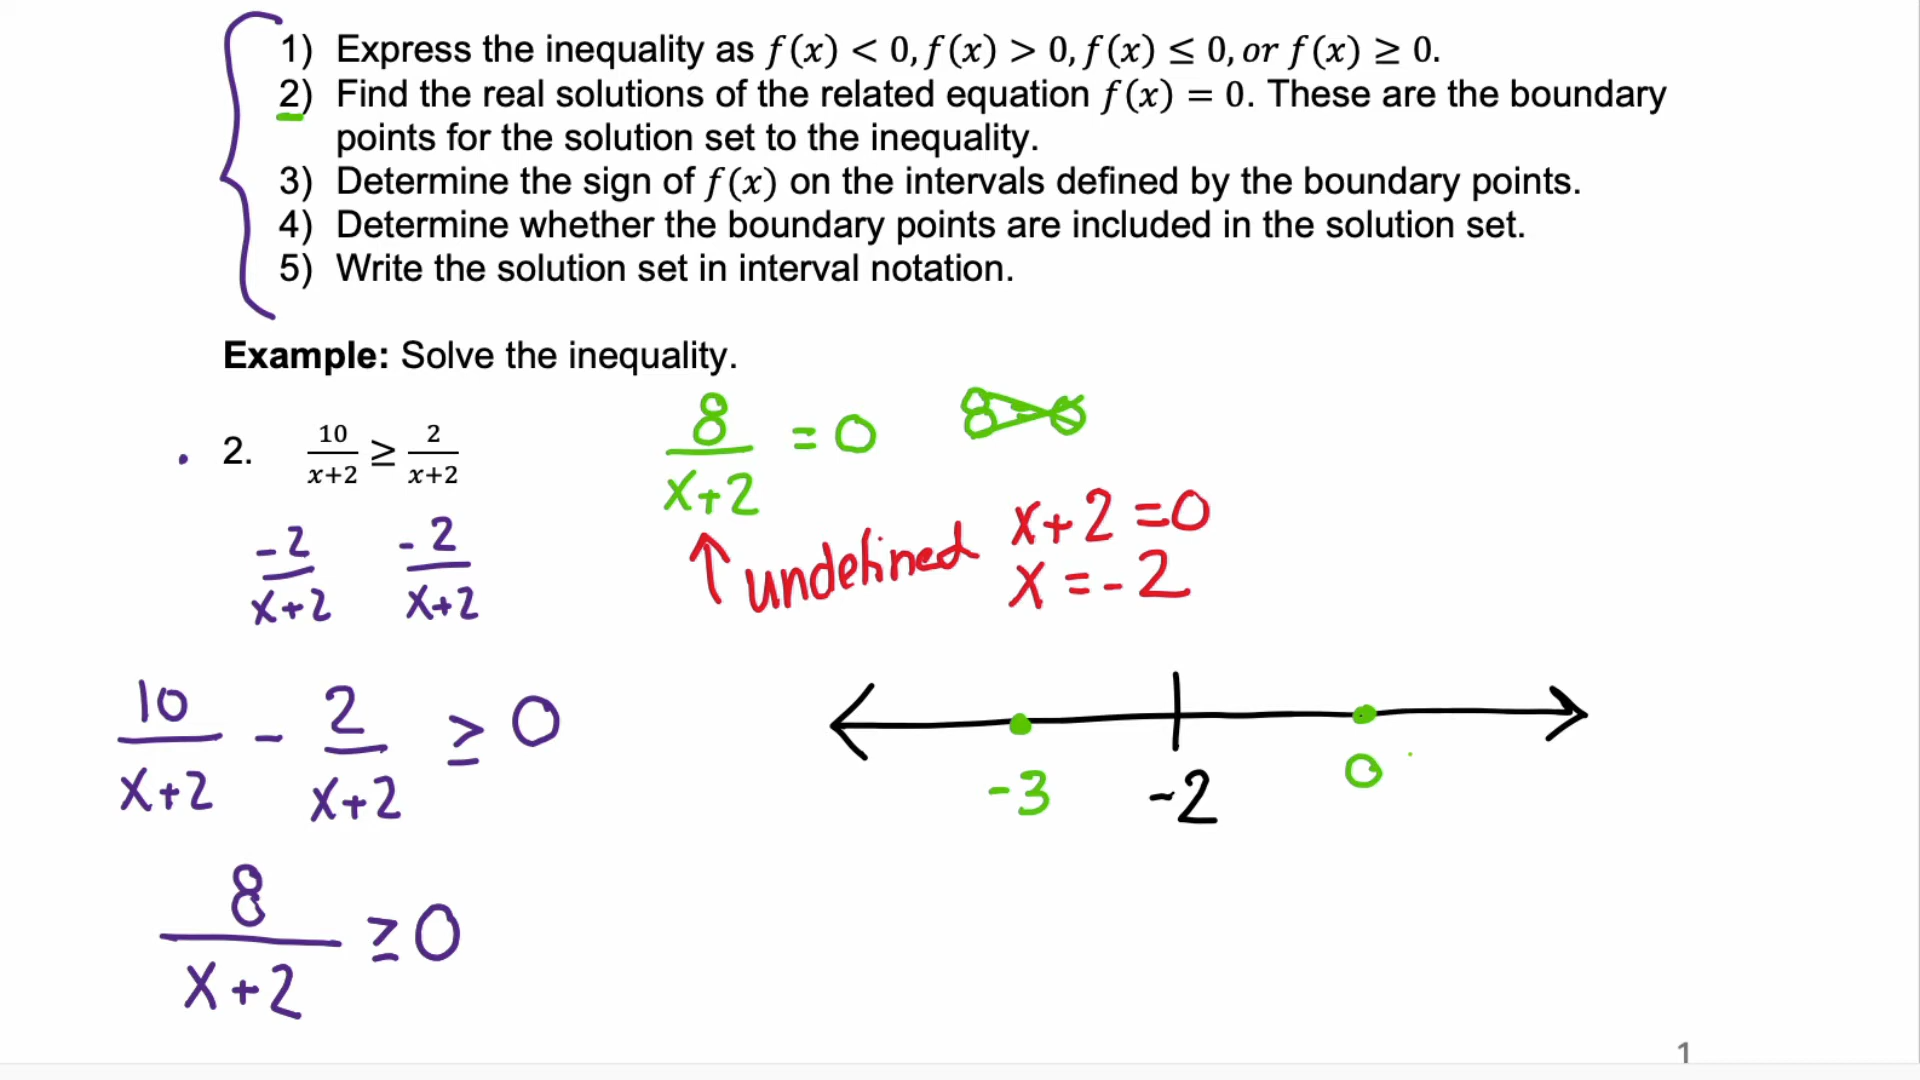 1) Express the inequality as f(x) < 0, f(x) > 0, f(x) ≤ 0, or f(x) ≥ 0.
2) Find the real solutions of the related equation f(x) = 0. These are the boundary
points for the solution set to the inequality.
3) Determine the sign of f(x) on the intervals defined by the boundary points.
4) Determine whether the boundary points are included in the solution set.
5) Write the solution set in interval notation.
Example: Solve the inequality.
2. 10/(x+2) ≥ 2/(x+2)
-2/(x+2) -2/(x+2)
10/(x+2) - 2/(x+2) ≥ 0
8/(x+2) ≥ 0
8/(x+2) = 0
8=0
↑ undefined
x+2=0
x=-2
-3 -2 0
1